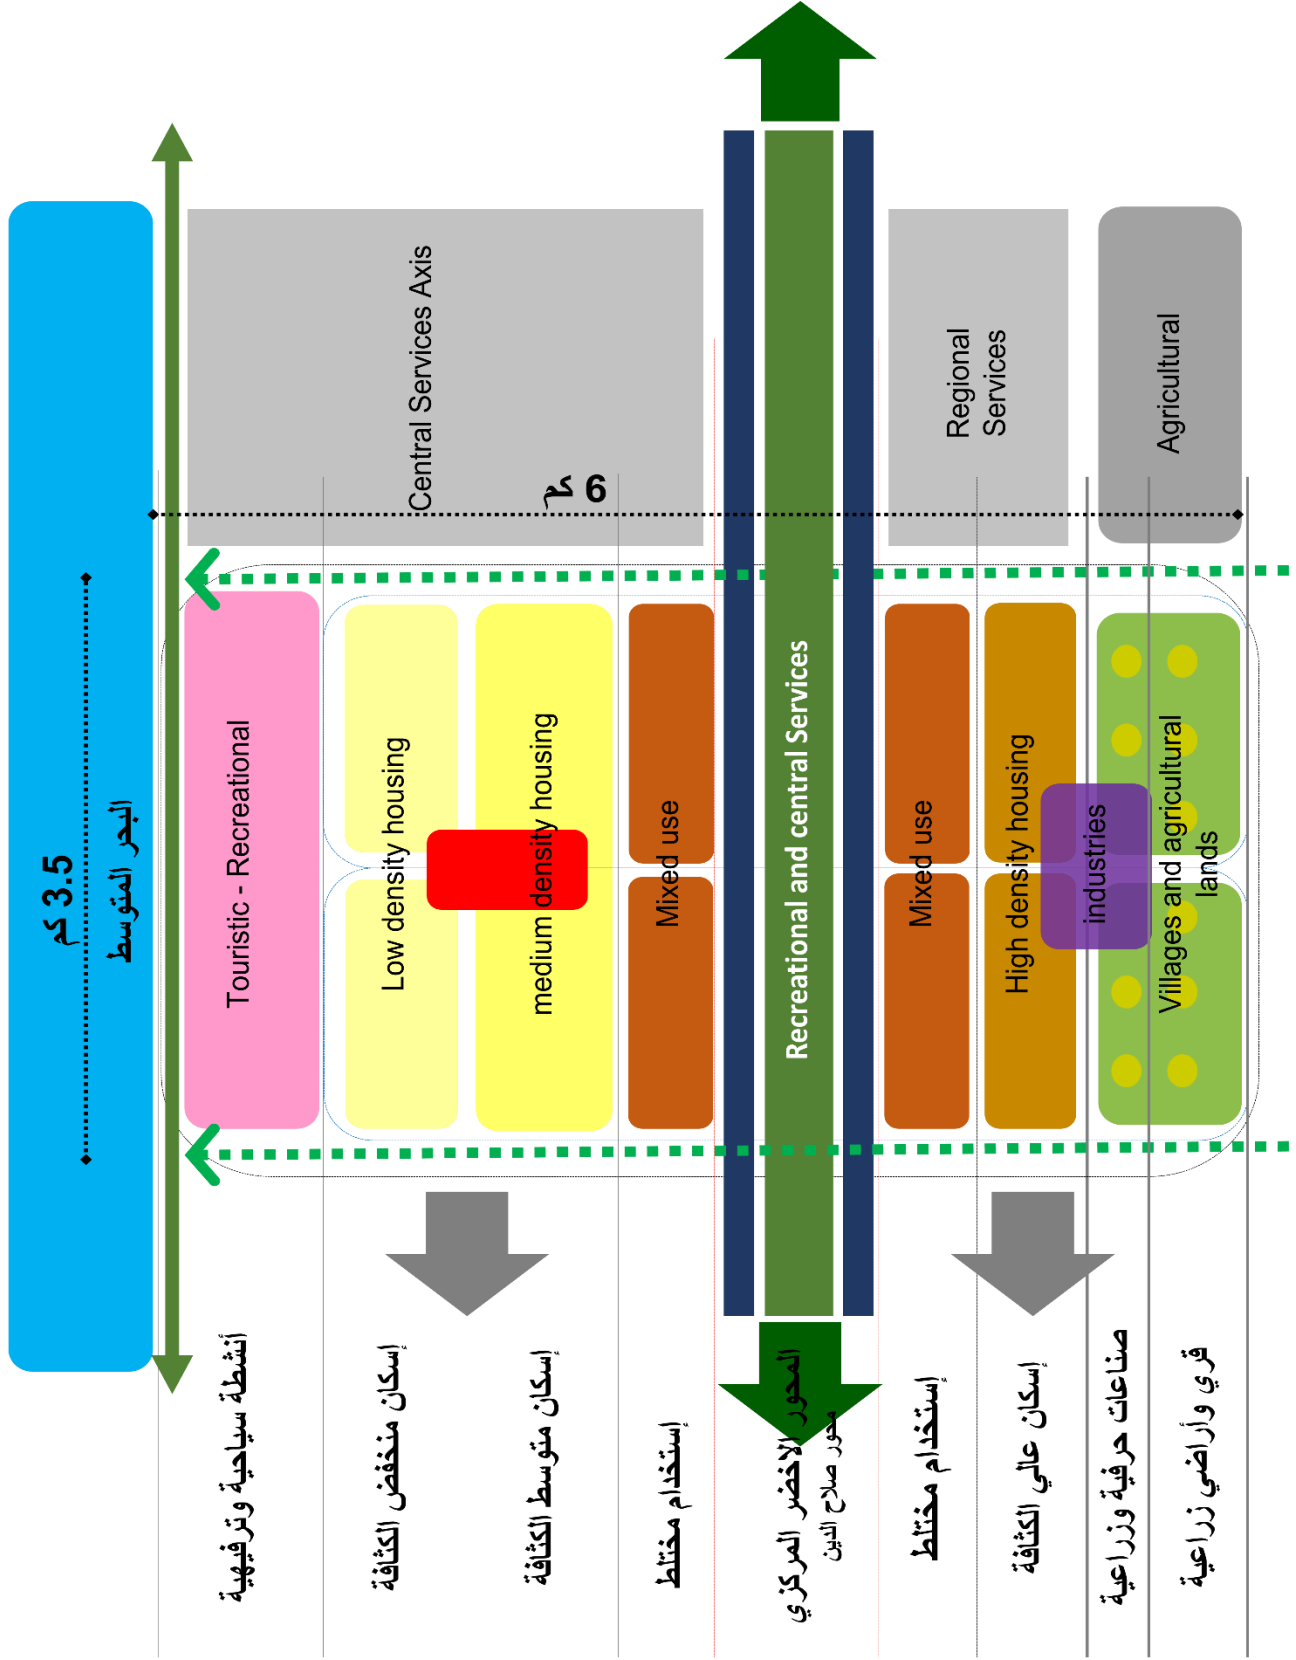 3.5 كم
البحر المتوسط
Central Services Axis
Regional
Services
Agricultural
6 كم
Touristic - Recreational
Low density housing
medium density housing
Mixed use
Recreational and central Services
Mixed use
High density housing
industries
Villages and agricultural
lands
أنشطة سياحية وترفيهية
إسكان منخفض الكثافة
إسكان متوسط الكثافة
إستخدام مختلط
المحور الاخضر المركزي
محور صلاح الدين
إستخدام مختلط
إسكان عالي الكثافة
صناعات حرفية وزراعية
قري وأراضي زراعية